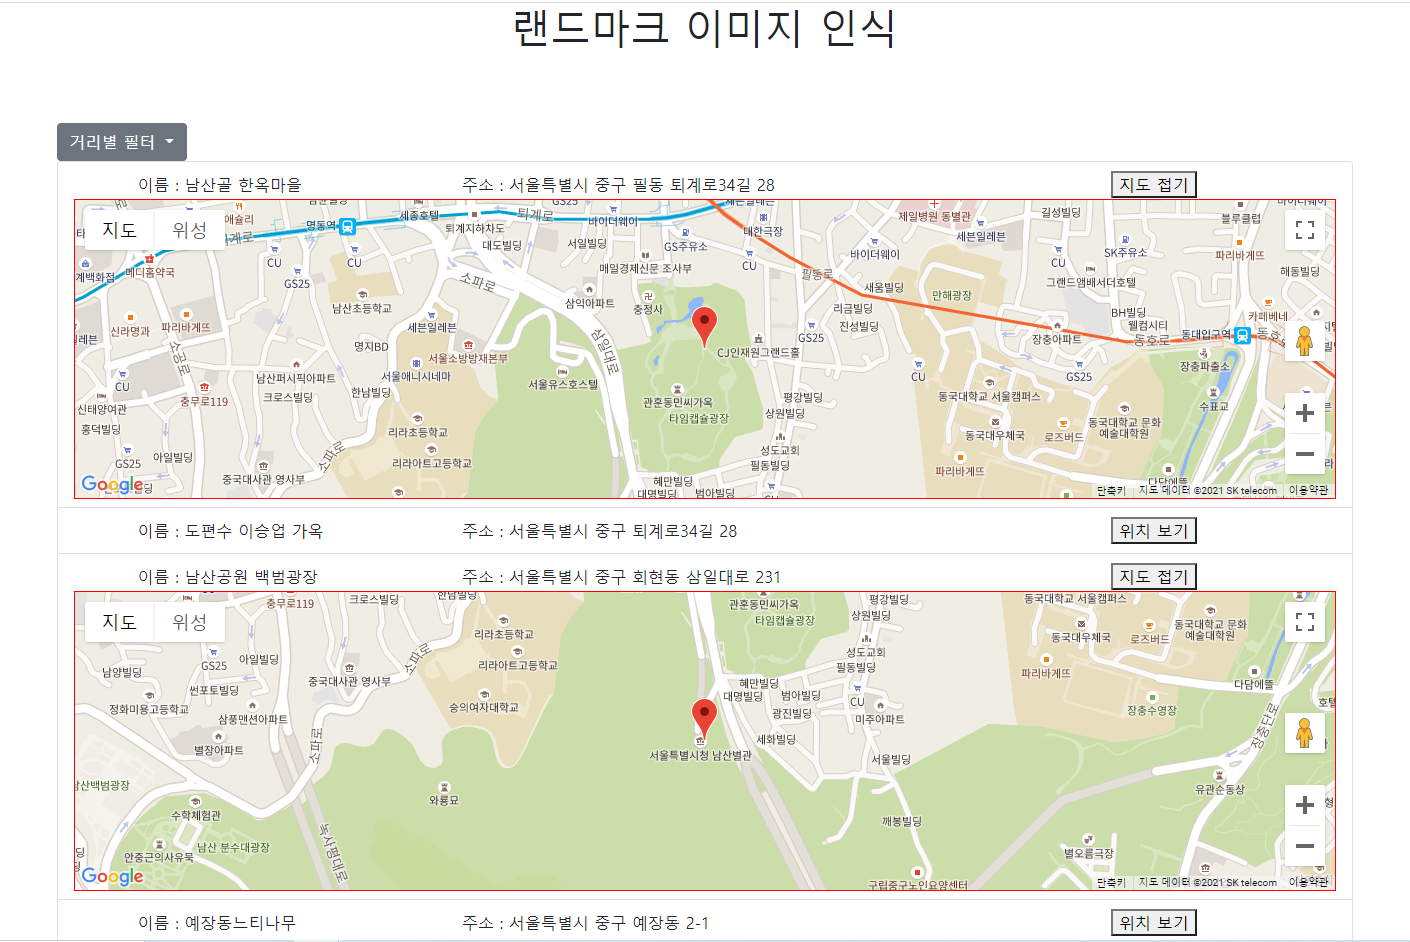 랜드마크 이미지 인식
거리별 필터
이름 : 남산골 한옥마을 주소 : 서울특별시 중구 필동 퇴계로34길 28 지도 접기
지도 위성
애슐리
명동역
세종호텔
퇴계로
GS25
바이더웨이
세븐일레븐
제일병원 동별관
길성빌딩
블루클럽
퇴계지하차도
대도빌딩
서일빌딩
GS주유소
대한극장
세븐일레븐
바이더웨이
SK주유소
파리바게뜨
계백화점
메디홈약국
CU
CU
GS25
소파로
매일경제신문 조사부
CU
필동로
CU
그랜드앰배서더호텔
해동빌딩
남산초등학교
삼익아파트
충정사
새움빌딩
만해광장
리금빌딩
BH빌딩
카페베네
신라명과
파리바게뜨
세븐일레븐
진성빌딩
웰컴시티
동대입구역
동호로
명지BD
삼일대로
GS25
장충아파트
소공로
서울소방방재본부
CJ인재원그랜드홀
장충파출소
CU
남산퍼시픽아파트
서울애니시네마
서울유스호스텔
CU
GS25
신태양여관
충무로119
크로스빌딩
한남빌딩
관훈동민씨가옥
평강빌딩
동국대학교 서울캠퍼스
수표교
홍덕빌딩
리라초등학교
타임캡슐광장
상원빌딩
동국대우체국
로즈버드
동국대학교 문화
예술대학원
GS25
아일빌딩
소파로
리라아트고등학교
성도교회
필동빌딩
파리바게뜨
중국대사관 영사부
혜만빌딩
대명빌딩
범아빌딩
다담에뜰
Google
단축키 지도 데이터 ©2021 SK telecom 이용약관
이름 : 도편수 이승업 가옥 주소 : 서울특별시 중구 퇴계로34길 28 위치 보기
이름 : 남산공원 백범광장 주소 : 서울특별시 중구 회현동 삼일대로 231 지도 접기
지도 위성
충무로119
크로스빌딩
한남빌딩
관훈동민씨가옥
평강빌딩
동국대학교 서울캠퍼스
타임캡슐광장
상원빌딩
리라초등학교
동국대우체국
로즈버드
동국대학교 문화
예술대학원
남양빌딩
GS25
아일빌딩
소파로
리라아트고등학교
성도교회
필동빌딩
파리바게뜨
중국대사관 영사부
썬포토빌딩
혜만빌딩
대명빌딩
범아빌딩
CU
다담에뜰
정화미용고등학교
삼풍맨션아파트
숭의여자대학교
광진빌딩
미주아파트
장충수영장
별장아파트
소파로
세화빌딩
장충단로
서울특별시청 남산별관
서울빌딩
산백범광장
와룡묘
유관순동상
수학체험관
깨봉빌딩
녹사평대로
남산 분수대광장
안중근의사유묵
별오름극장
구립중구노인요양센터
Google
단축키 지도 데이터 ©2021 SK telecom 이용약관
이름 : 예장동느티나무 주소 : 서울특별시 중구 예장동 2-1 위치 보기